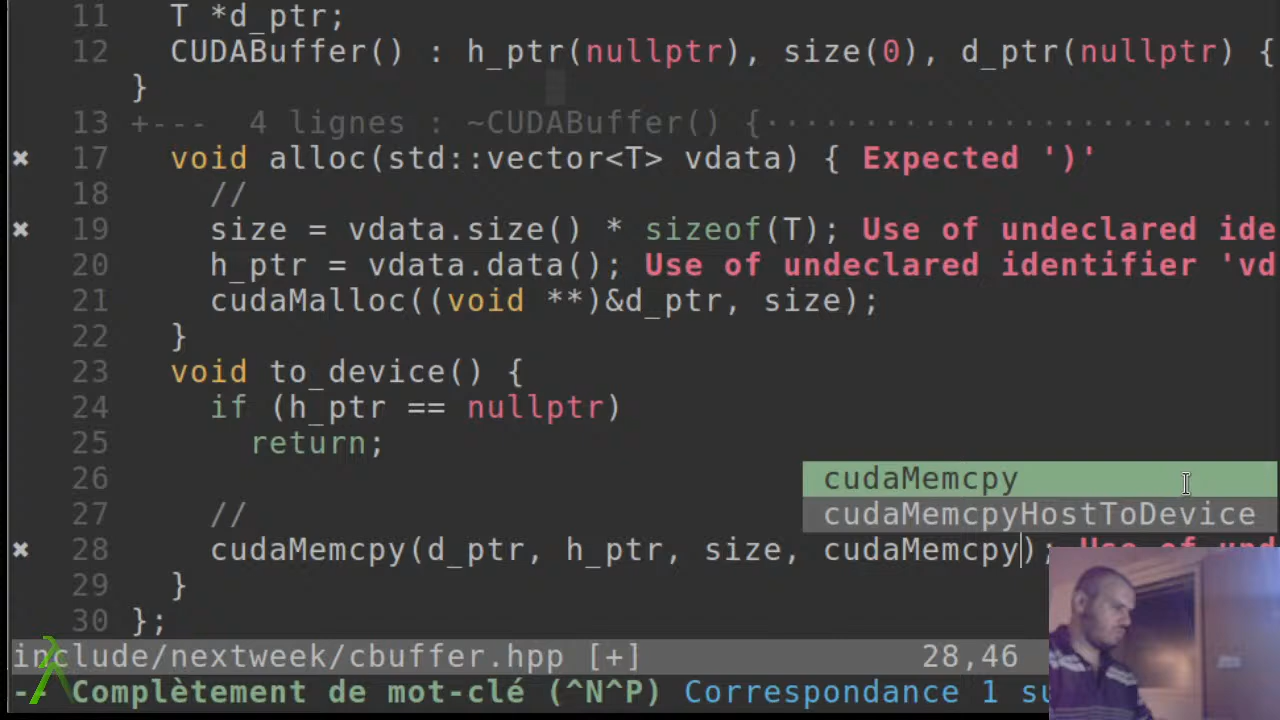 11 T *d_ptr;
12 CUDABuffer() : h_ptr(nullptr), size(0), d_ptr(nullptr) {
}
13 +--- 4 lignes : ~CUDABuffer() {··························
✖ 17 void alloc(std::vector<T> vdata) { Expected ')'
18 //
✖ 19 size = vdata.size() * sizeof(T); Use of undeclared ide
20 h_ptr = vdata.data(); Use of undeclared identifier 'vd
21 cudaMalloc((void **)&d_ptr, size);
22 }
23 void to_device() {
24 if (h_ptr == nullptr)
25 return;
26 cudaMemcpy
27 // cudaMemcpyHostToDevice
✖ 28 cudaMemcpy(d_ptr, h_ptr, size, cudaMemcpy); Use of und
29 }
30 };
include/nextweek/cbuffer.hpp [+] 28,46
-- Complètement de mot-clé (^N^P) Correspondance 1 su